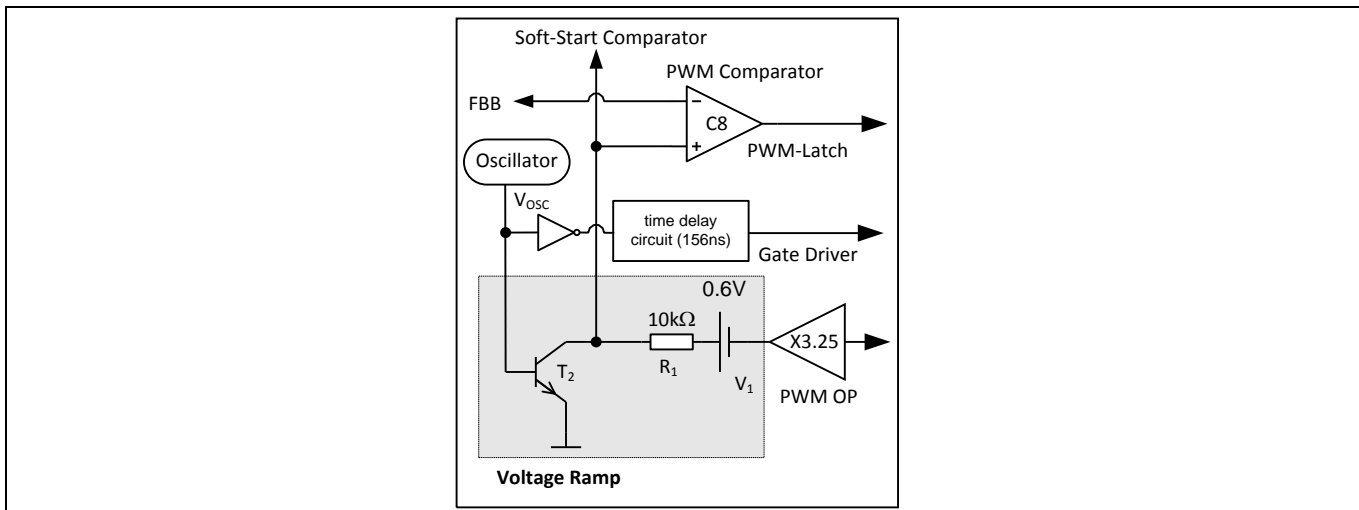 Soft-Start Comparator
PWM Comparator
FBB
−
C8
+
PWM-Latch
Oscillator
VOSC
time delay
circuit (156ns)
Gate Driver
0.6V
10kΩ
X3.25
R1
T2
V1
PWM OP
Voltage Ramp